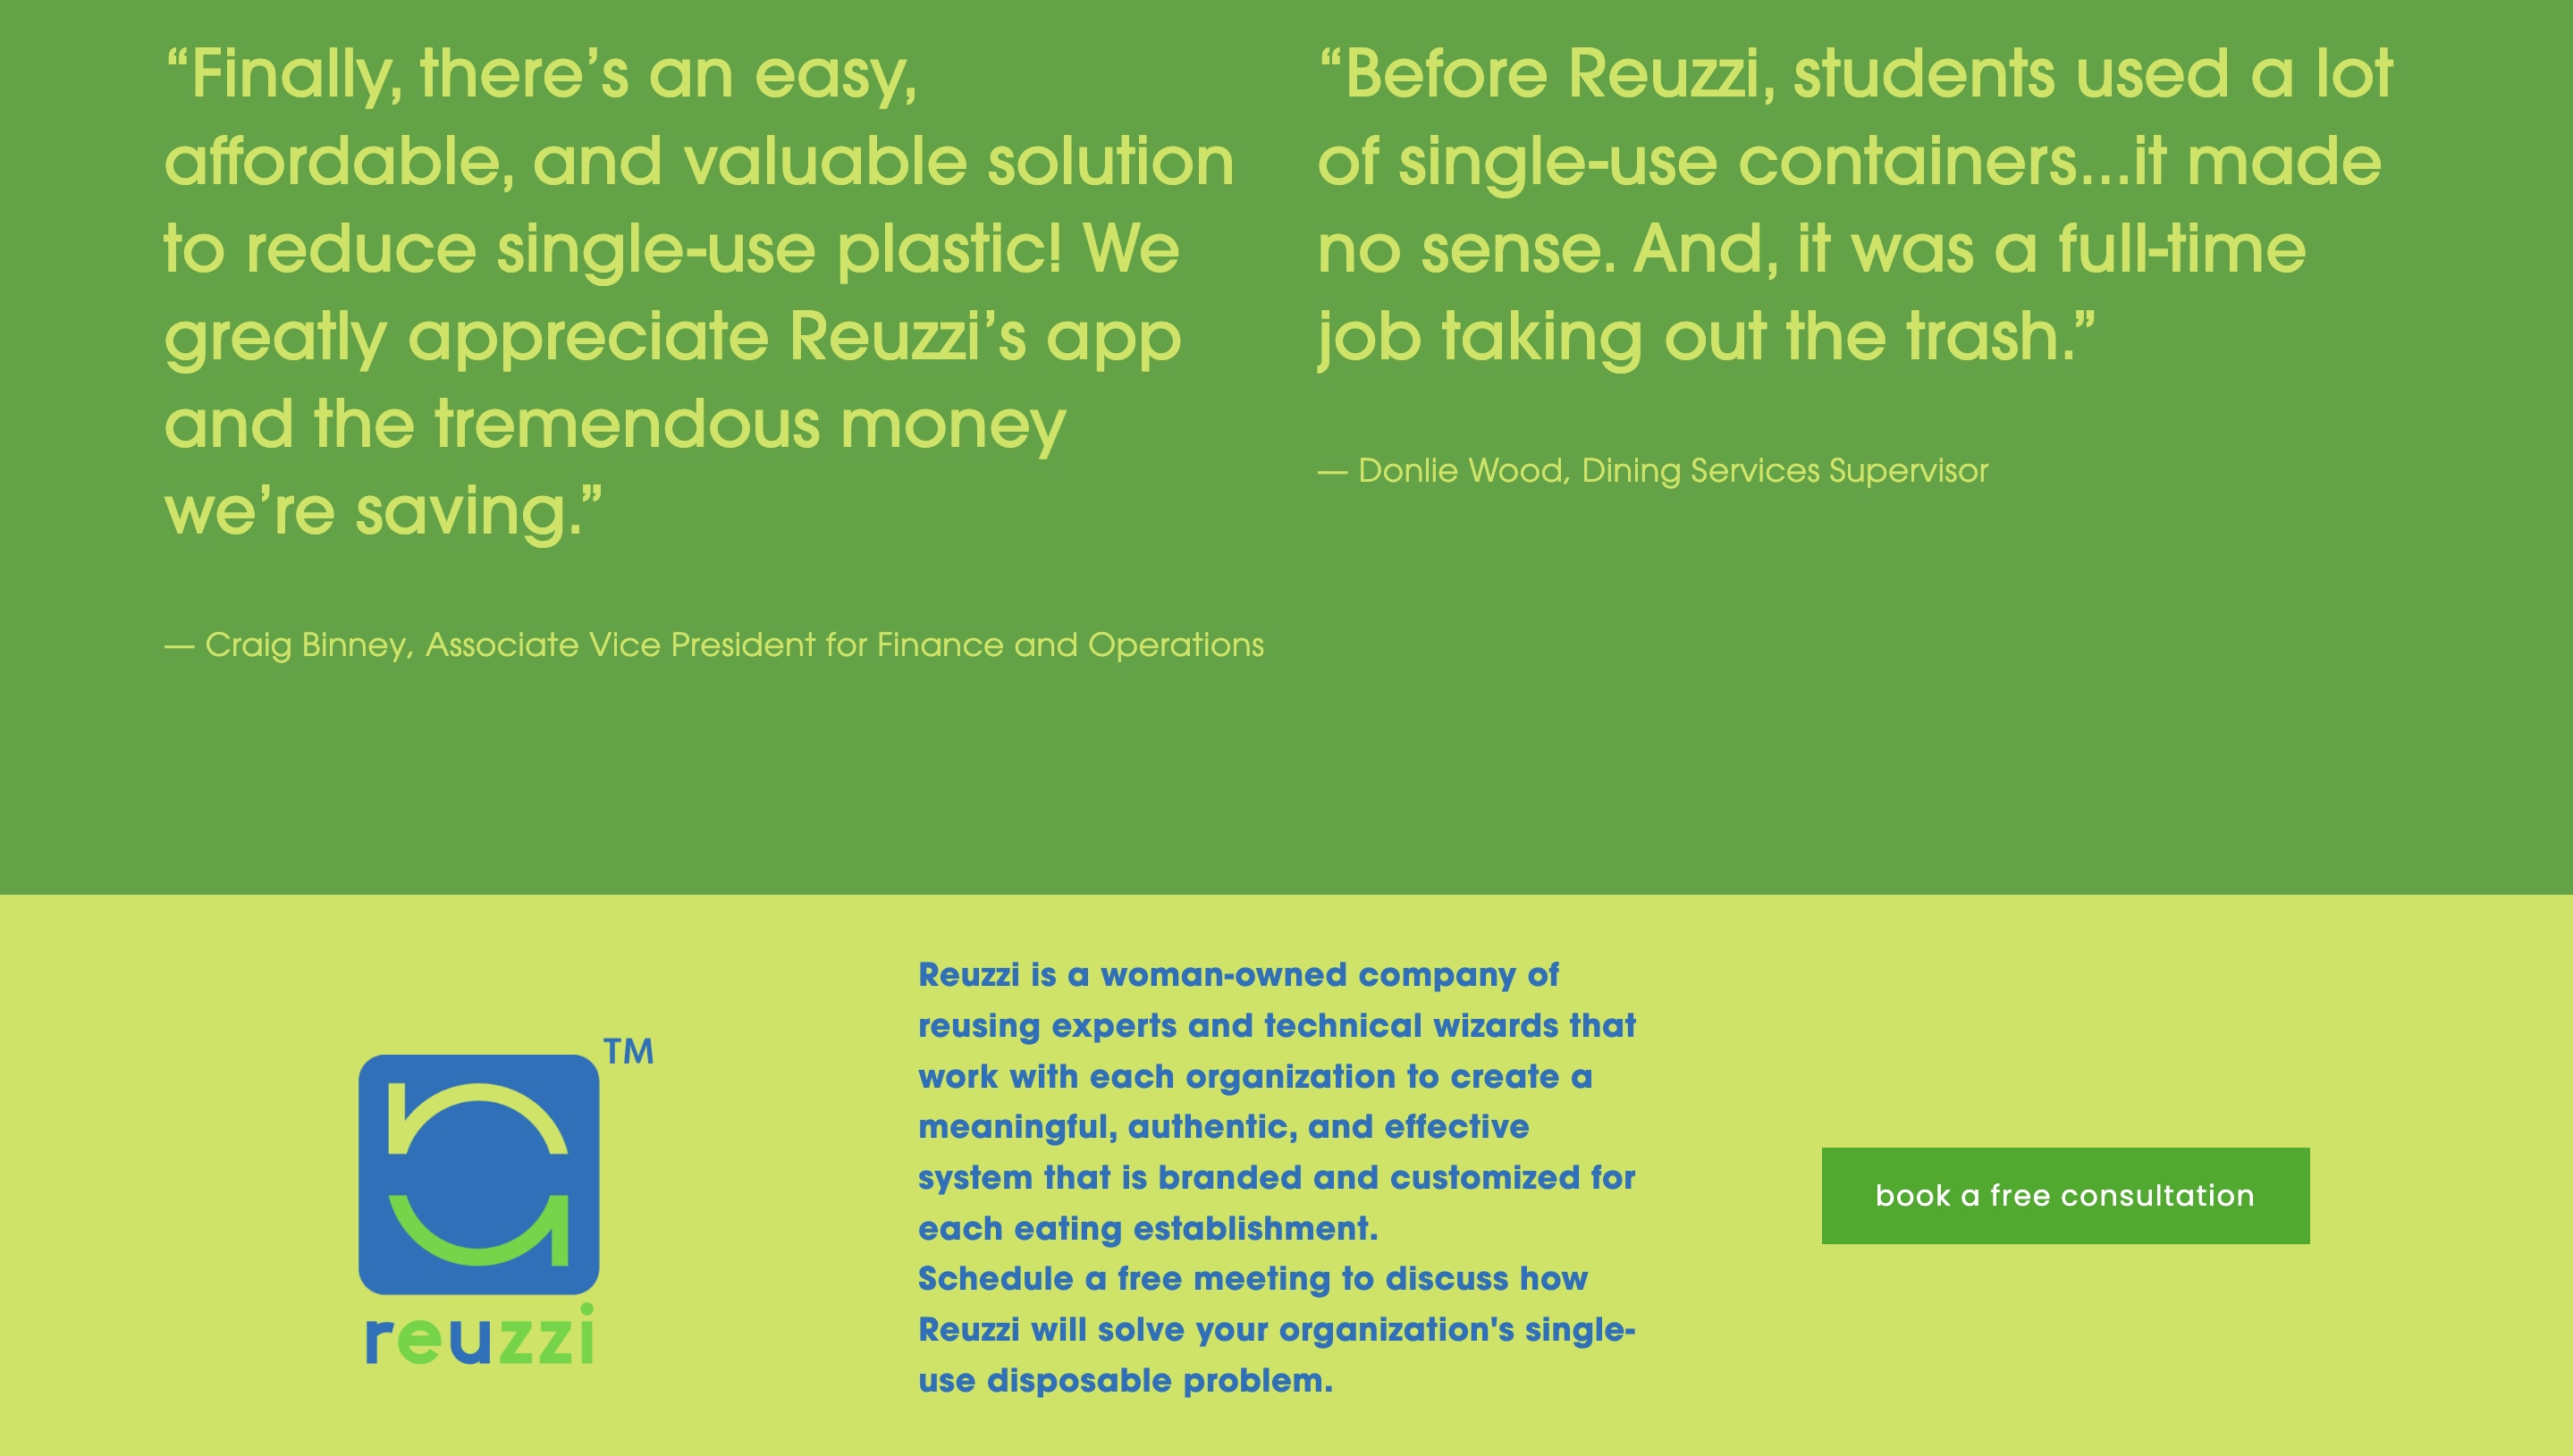 “Finally, there’s an easy,
affordable, and valuable solution
to reduce single-use plastic! We
greatly appreciate Reuzzi’s app
and the tremendous money
we’re saving.”
— Craig Binney, Associate Vice President for Finance and Operations
“Before Reuzzi, students used a lot
of single-use containers...it made
no sense. And, it was a full-time
job taking out the trash.”
— Donlie Wood, Dining Services Supervisor
TM
reuzzi
Reuzzi is a woman-owned company of
reusing experts and technical wizards that
work with each organization to create a
meaningful, authentic, and effective
system that is branded and customized for
each eating establishment.
Schedule a free meeting to discuss how
Reuzzi will solve your organization's single-
use disposable problem.
book a free consultation